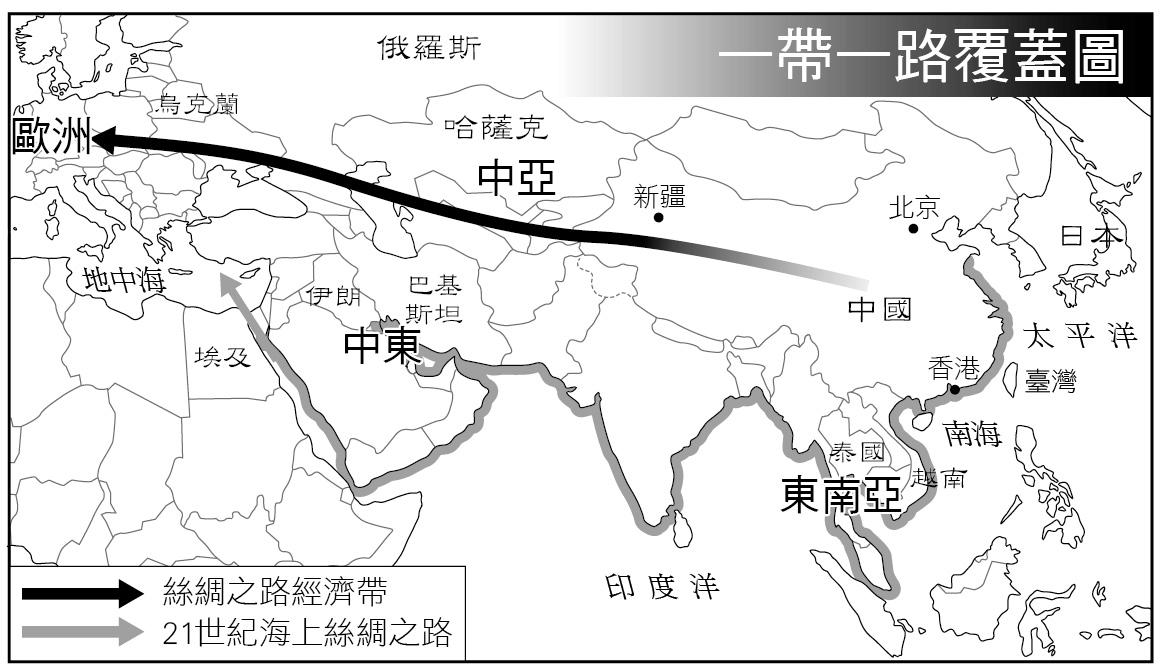 一帶一路覆蓋圖
俄羅斯
烏克蘭
歐洲
哈薩克
中亞
新疆
北京
日本
地中海
伊朗
巴基
斯坦
中國
中東
埃及
太平洋
香港
臺灣
南海
泰國
越南
東南亞
印度洋
絲綢之路經濟帶
21世紀海上絲綢之路